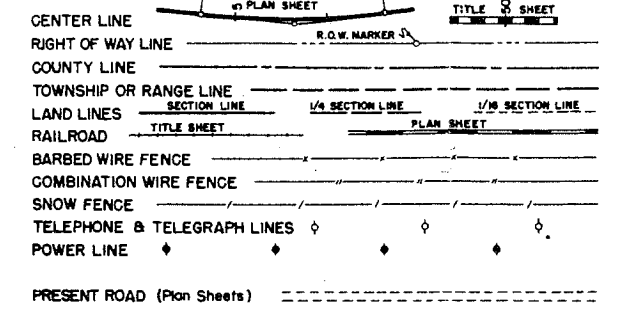 PLAN SHEET
TITLE SHEET
CENTER LINE
R.O.W. MARKER
RIGHT OF WAY LINE
COUNTY LINE
TOWNSHIP OR RANGE LINE
LAND LINES SECTION LINE 1/4 SECTION LINE 1/16 SECTION LINE
RAILROAD TITLE SHEET PLAN SHEET
BARBED WIRE FENCE
COMBINATION WIRE FENCE
SNOW FENCE
TELEPHONE & TELEGRAPH LINES
POWER LINE
PRESENT ROAD (Plan Sheets)